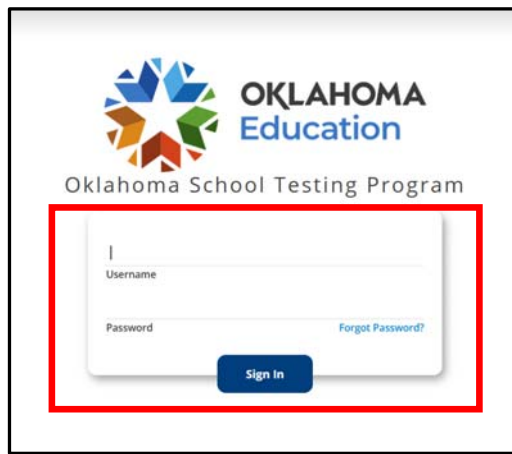 OKLAHOMA
Education
Oklahoma School Testing Program
Username
Password Forgot Password?
Sign In